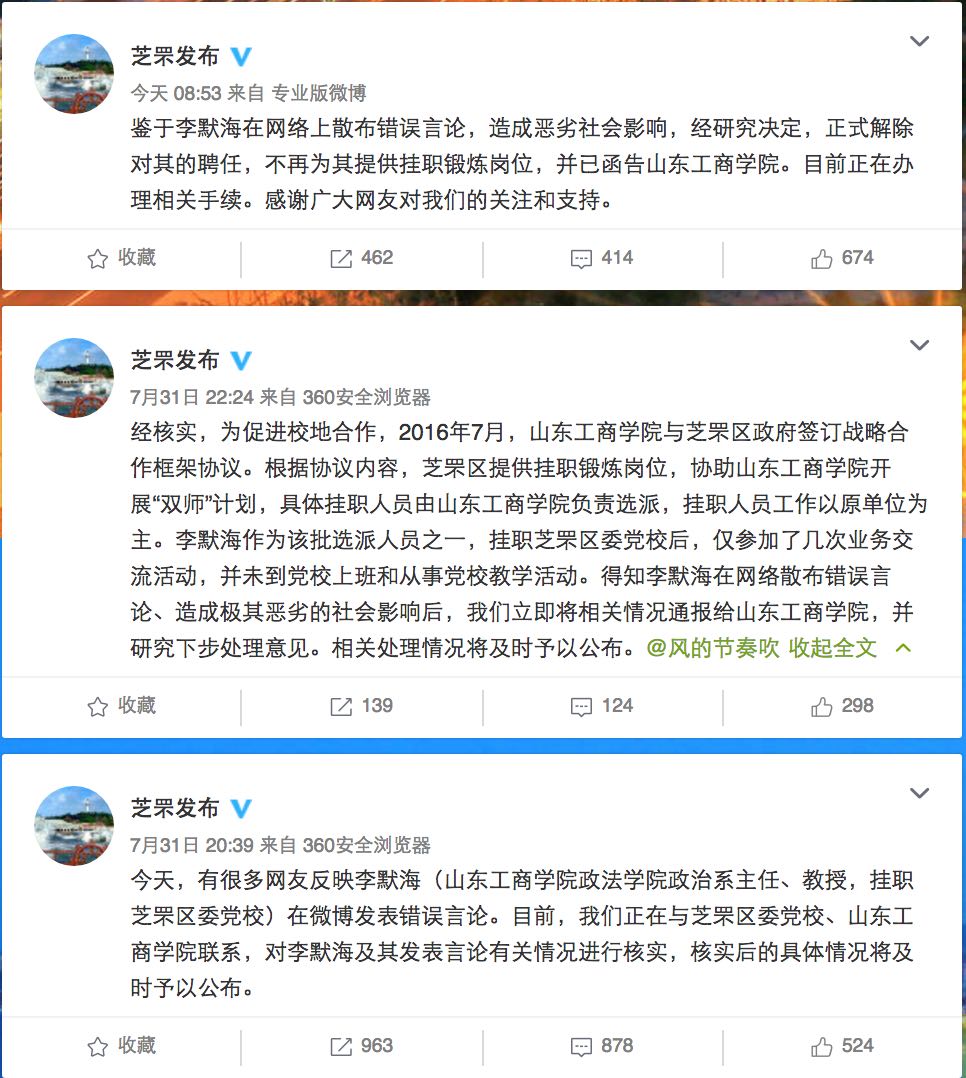 芝罘发布
今天 08:53 来自 专业版微博
鉴于李默海在网络上散布错误言论，造成恶劣社会影响，经研究决定，正式解除
对其的聘任，不再为其提供挂职锻炼岗位，并已函告山东工商学院。目前正在办
理相关手续。感谢广大网友对我们的关注和支持。
收藏 462 414 674
芝罘发布
7月31日 22:24 来自 360安全浏览器
经核实，为促进校地合作，2016年7月，山东工商学院与芝罘区政府签订战略合
作框架协议。根据协议内容，芝罘区提供挂职锻炼岗位，协助山东工商学院开
展“双师”计划，具体挂职人员由山东工商学院负责选派，挂职人员工作以原单位为
主。李默海作为该批选派人员之一，挂职芝罘区委党校后，仅参加了几次业务交
流活动，并未到党校上班和从事党校教学活动。得知李默海在网络散布错误言
论、造成极其恶劣的社会影响后，我们立即将相关情况通报给山东工商学院，并
研究下步处理意见。相关处理情况将及时予以公布。@风的节奏吹 收起全文
收藏 139 124 298
芝罘发布
7月31日 20:39 来自 360安全浏览器
今天，有很多网友反映李默海（山东工商学院政法学院政治系主任、教授，挂职
芝罘区委党校）在微博发表错误言论。目前，我们正在与芝罘区委党校、山东工
商学院联系，对李默海及其发表言论有关情况进行核实，核实后的具体情况将及
时予以公布。
收藏 963 878 524